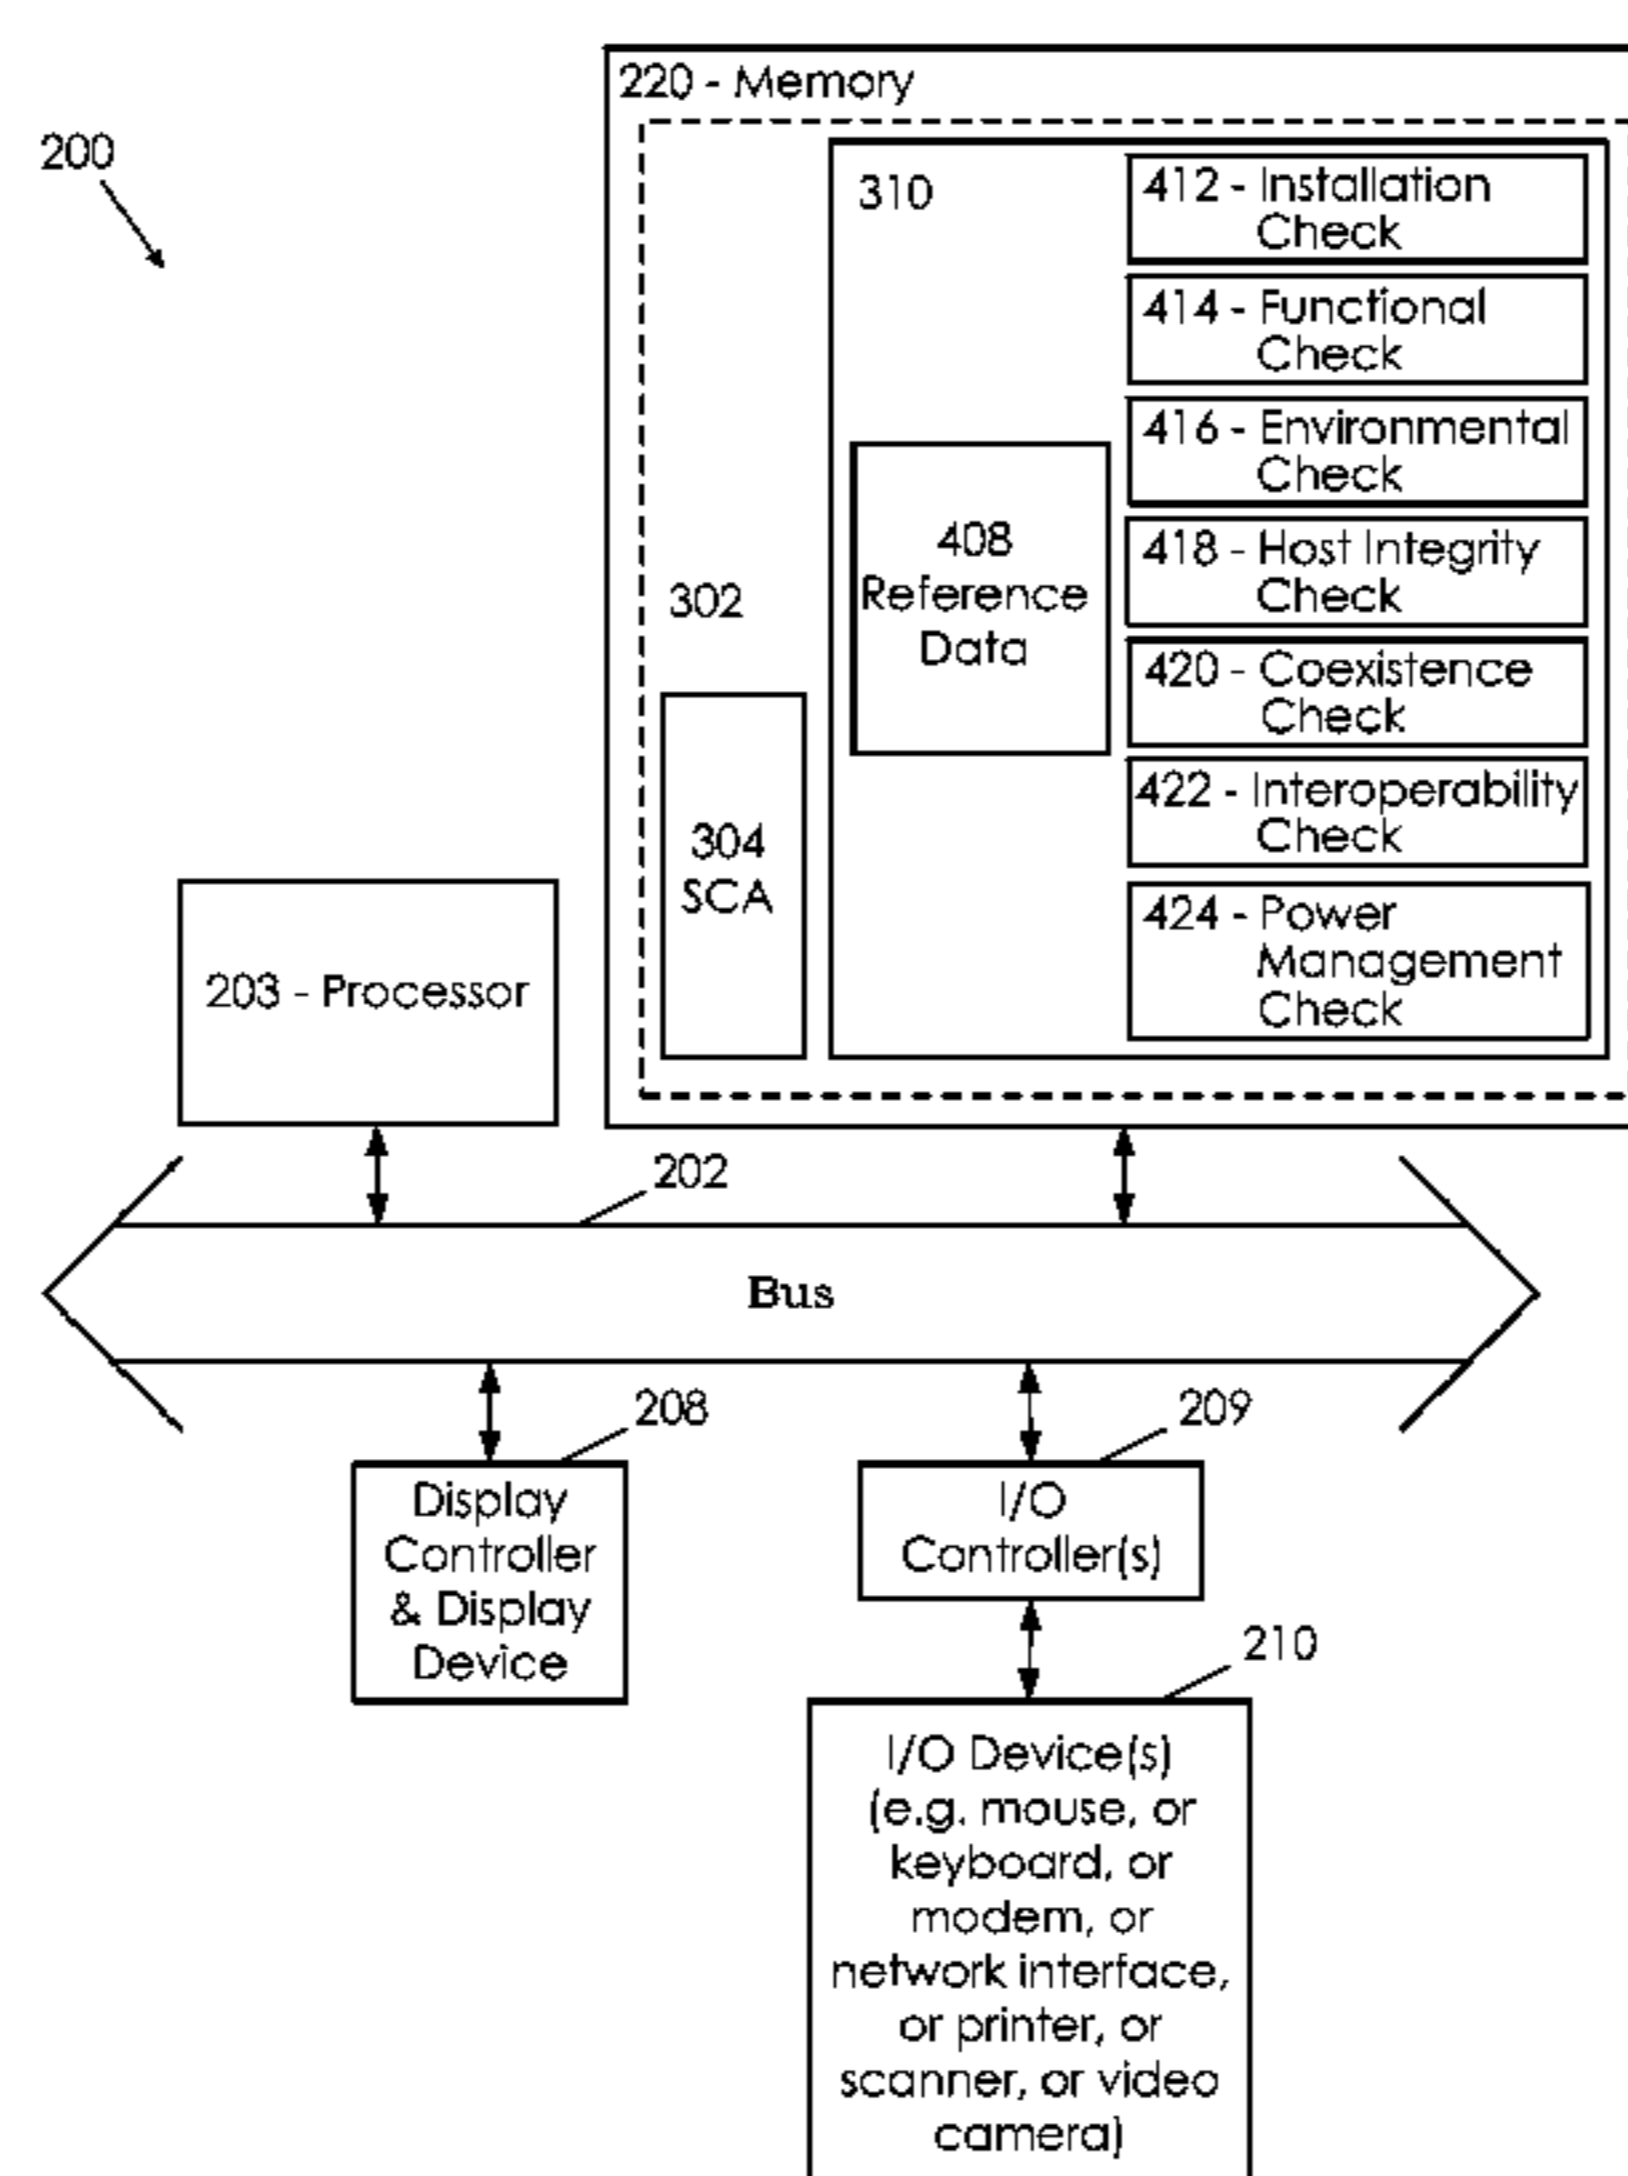 220 - Memory
200
310
412 - Installation
Check
414 - Functional
Check
416 - Environmental
Check
408
Reference
Data
418 - Host Integrity
Check
302
420 - Coexistence
Check
422 - Interoperability
Check
304
SCA
424 - Power
Management
Check
203 - Processor
202
Bus
208
209
Display
Controller
& Display
Device
I/O
Controller(s)
210
I/O Device(s)
(e.g. mouse, or
keyboard, or
modem, or
network interface,
or printer, or
scanner, or video
camera)